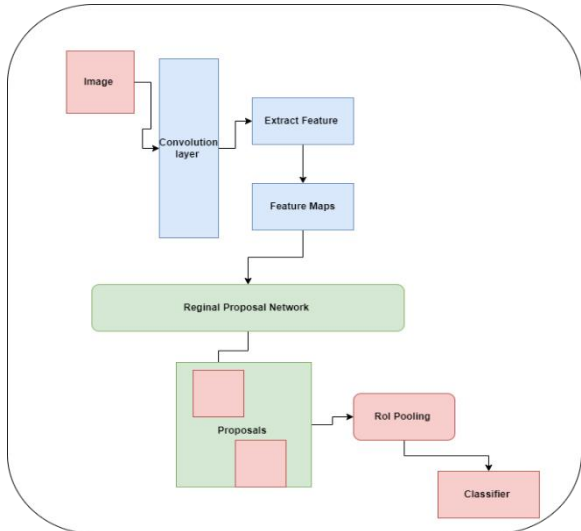 Image
Convolution
layer
Extract Feature
Feature Maps
Reginal Proposal Network
Proposals
RoI Pooling
Classifier